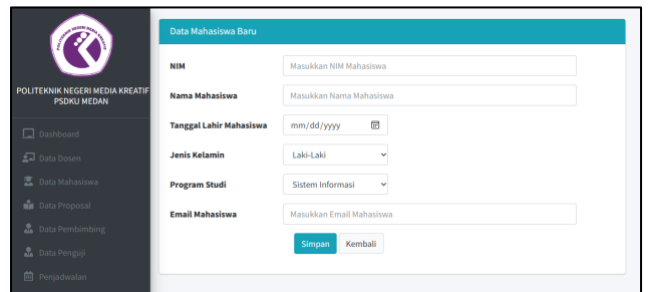 POLITEKNIK NEGERI MEDIA KREATIF
PSDKU MEDAN
Dashboard
Data Dosen
Data Mahasiswa
Data Proposal
Data Pembimbing
Data Penguji
Penjadwalan
Data Mahasiswa Baru
NIM
Masukkan NIM Mahasiswa
Nama Mahasiswa
Masukkan Nama Mahasiswa
Tanggal Lahir Mahasiswa
mm/dd/yyyy
Jenis Kelamin
Laki-Laki
Program Studi
Sistem Informasi
Email Mahasiswa
Masukkan Email Mahasiswa
Simpan
Kembali